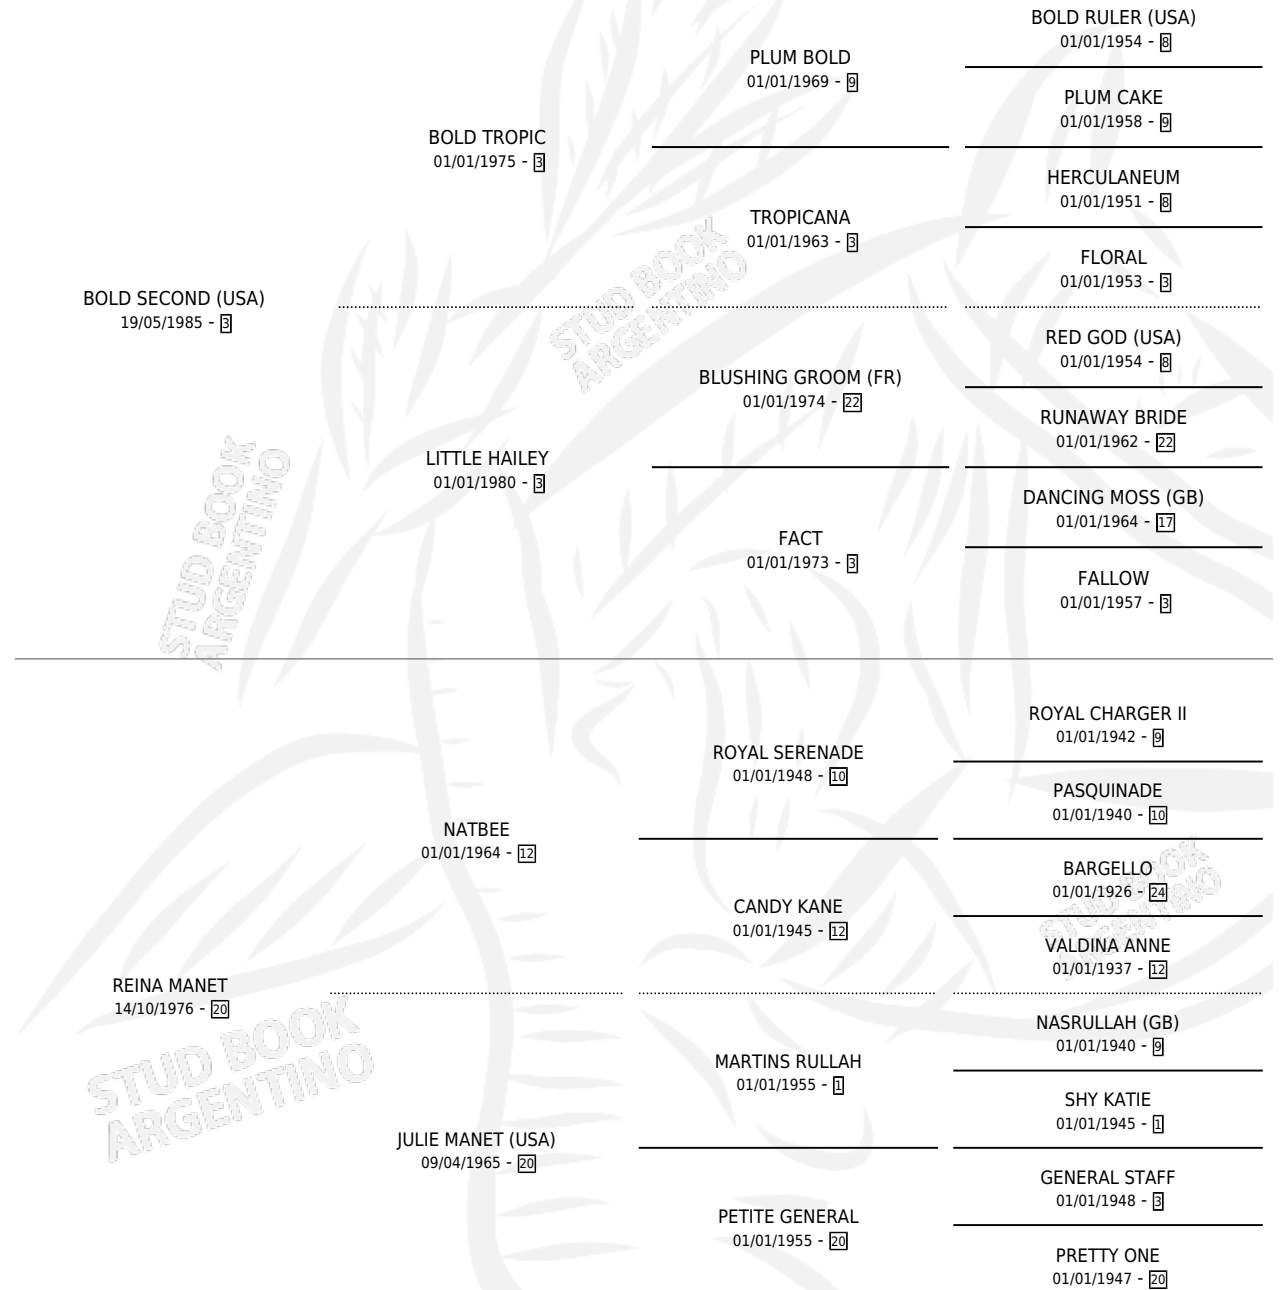 BOLD RULER (USA)
01/01/1954 - 8
PLUM BOLD
01/01/1969 - 9
PLUM CAKE
01/01/1958 - 9
BOLD TROPIC
01/01/1975 - 3
HERCULANEUM
01/01/1951 - 8
TROPICANA
01/01/1963 - 3
FLORAL
01/01/1953 - 3
BOLD SECOND (USA)
19/05/1985 - 3
STUD BOOK
ARGENTINO
RED GOD (USA)
01/01/1954 - 8
BLUSHING GROOM (FR)
01/01/1974 - 22
RUNAWAY BRIDE
01/01/1962 - 22
LITTLE HAILEY
01/01/1980 - 3
DANCING MOSS (GB)
01/01/1964 - 17
FACT
01/01/1973 - 3
FALLOW
01/01/1957 - 3
STUD BOOK
ARGENTINO
ROYAL CHARGER II
01/01/1942 - 9
ROYAL SERENADE
01/01/1948 - 10
PASQUINADE
01/01/1940 - 10
NATBEE
01/01/1964 - 12
BARGELLO
01/01/1926 - 24
CANDY KANE
01/01/1945 - 12
VALDINA ANNE
01/01/1937 - 12
STUD BOOK
ARGENTINO
REINA MANET
14/10/1976 - 20
NASRULLAH (GB)
01/01/1940 - 9
MARTINS RULLAH
01/01/1955 - 1
SHY KATIE
01/01/1945 - 1
STUD BOOK
ARGENTINO
JULIE MANET (USA)
09/04/1965 - 20
GENERAL STAFF
01/01/1948 - 3
PETITE GENERAL
01/01/1955 - 20
PRETTY ONE
01/01/1947 - 20